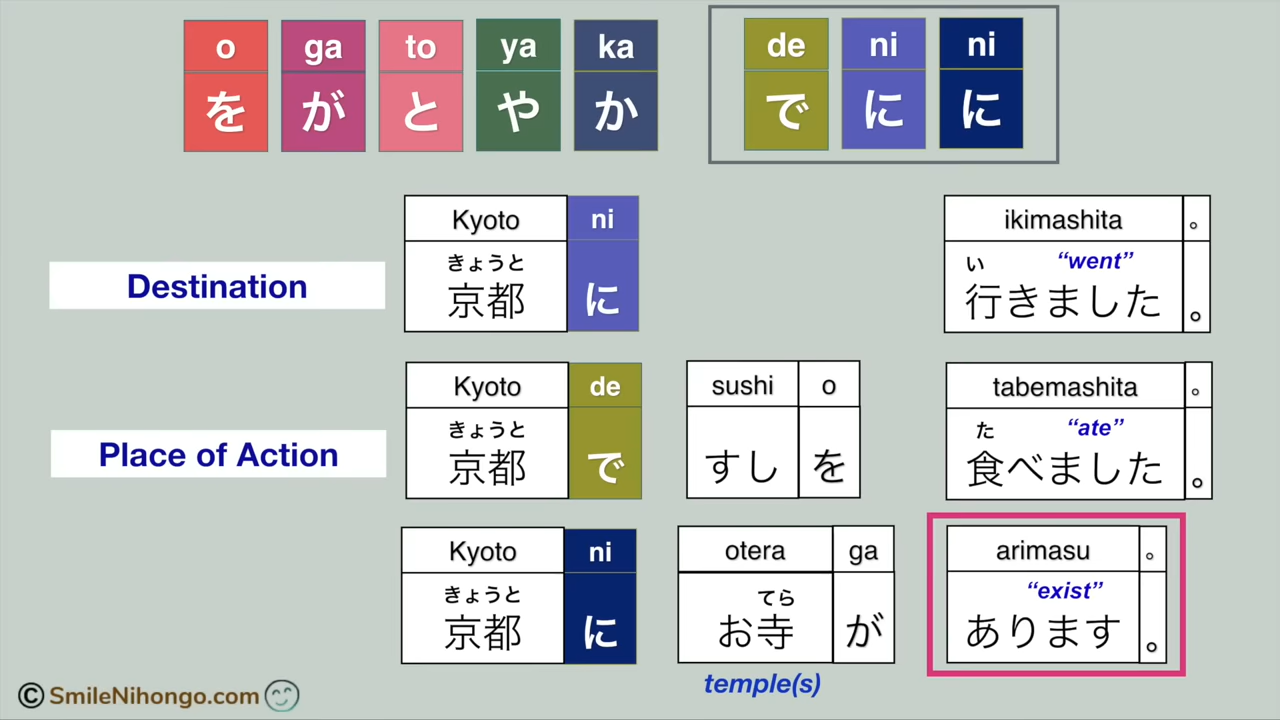 o ga to ya ka de ni ni
を が と や か で に に
Kyoto ni ikimashita 。
きょうと い “went”
Destination 京都 に 行きました 。
Kyoto de sushi o tabemashita 。
きょうと た “ate”
Place of Action 京都 で すし を 食べました 。
Kyoto ni otera ga arimasu 。
きょうと てら “exist”
京都 に お寺 が あります 。
temple(s)
© SmileNihongo.com